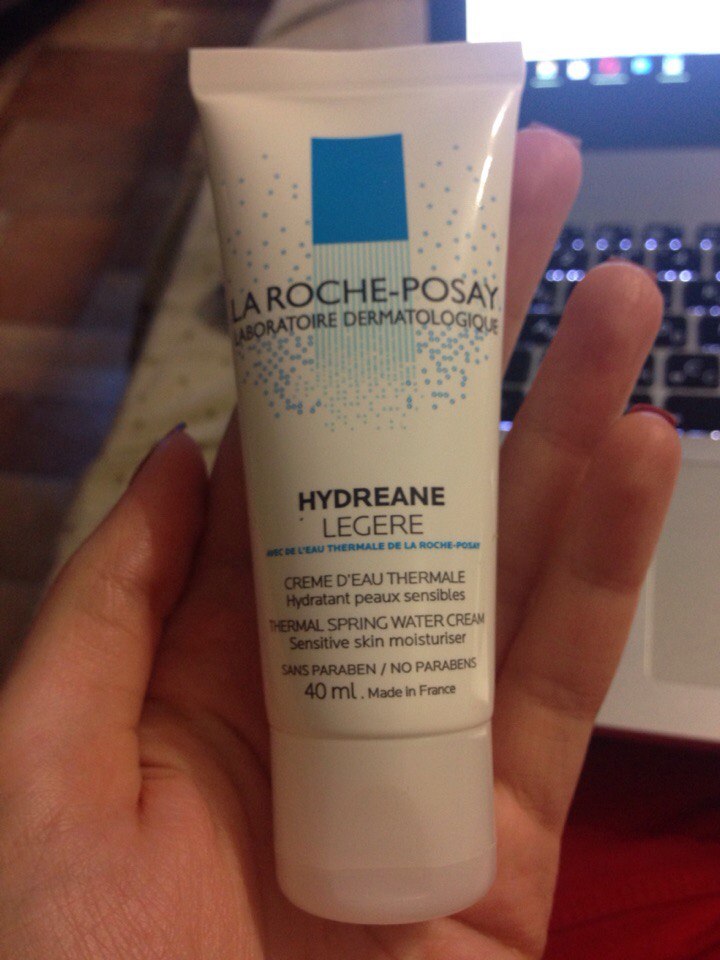 LA ROCHE-POSAY
LABORATOIRE DERMATOLOGIQUE
HYDREANE
LEGERE
AVEC DE L'EAU THERMALE DE LA ROCHE-POSAY
CREME D'EAU THERMALE
Hydratant peaux sensibles
THERMAL SPRING WATER CREAM
Sensitive skin moisturiser
SANS PARABEN / NO PARABENS
40 ml . Made in France